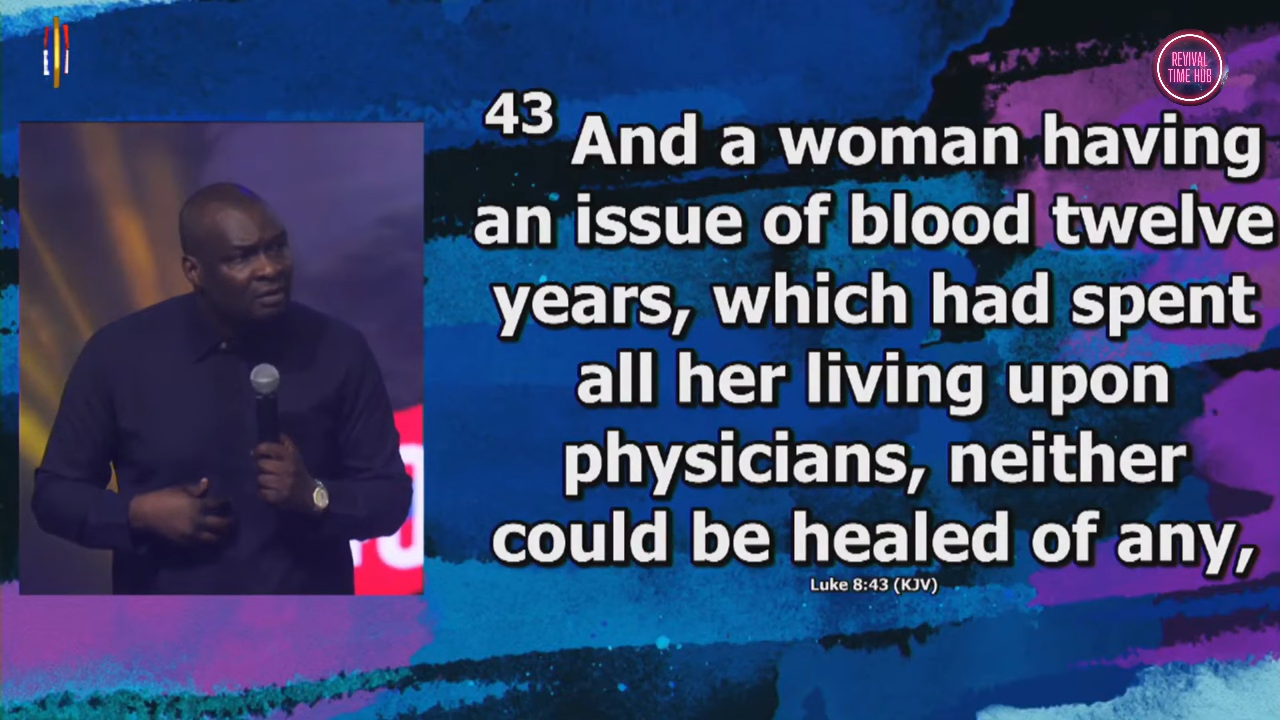 REVIVAL
TIME HUB
43 And a woman having
an issue of blood twelve
years, which had spent
all her living upon
physicians, neither
could be healed of any,
Luke 8:43 (KJV)